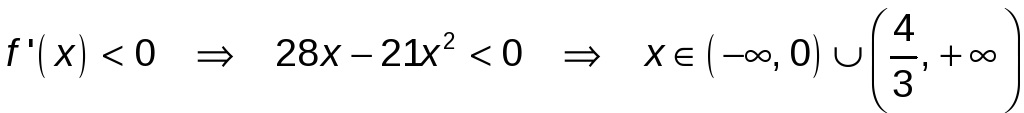 f'(x) < 0 ⇒ 28x − 21x² < 0 ⇒ x ∈ (−∞, 0) ∪ (4/3, +∞)